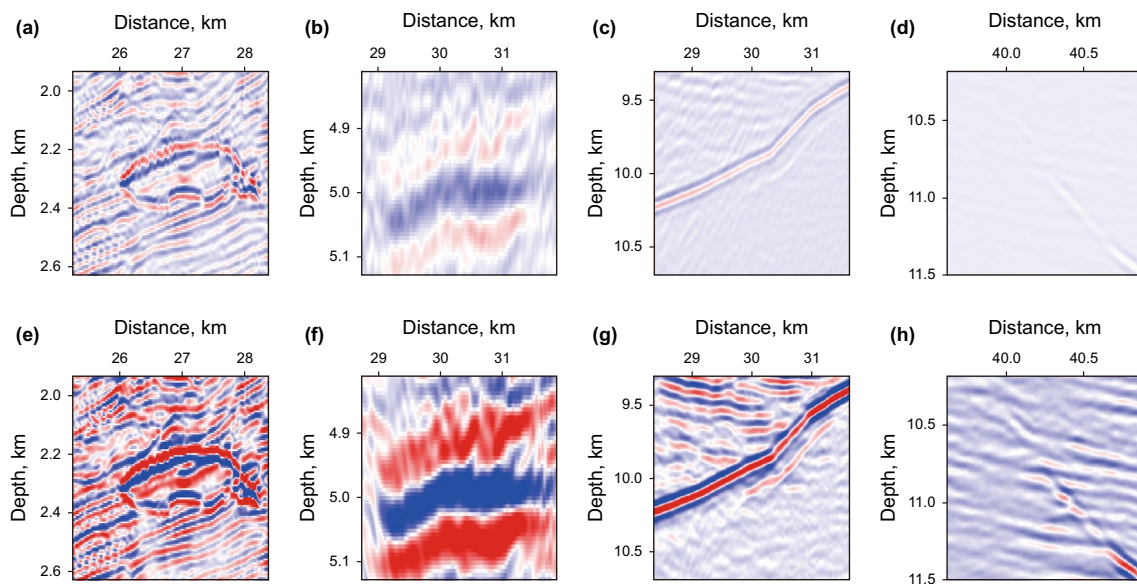 Distance, km Distance, km Distance, km Distance, km
(a) (b) (c) (d)
26 27 28 29 30 31 29 30 31 40.0 40.5
2.0 2.2 2.4 2.6 Depth, km
4.9 5.0 5.1 Depth, km
9.5 10.0 10.5 Depth, km
10.5 11.0 11.5 Depth, km
Distance, km Distance, km Distance, km Distance, km
(e) (f) (g) (h)
26 27 28 29 30 31 29 30 31 40.0 40.5
2.0 2.2 2.4 2.6 Depth, km
4.9 5.0 5.1 Depth, km
9.5 10.0 10.5 Depth, km
10.5 11.0 11.5 Depth, km